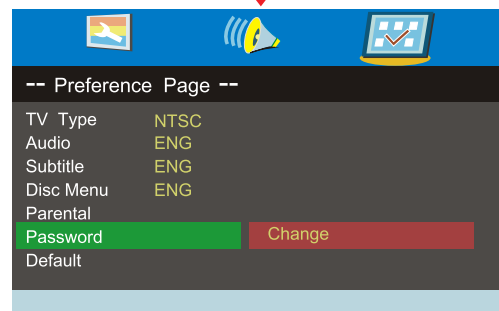 -- Preference Page --
TV Type NTSC
Audio ENG
Subtitle ENG
Disc Menu ENG
Parental
Password Change
Default